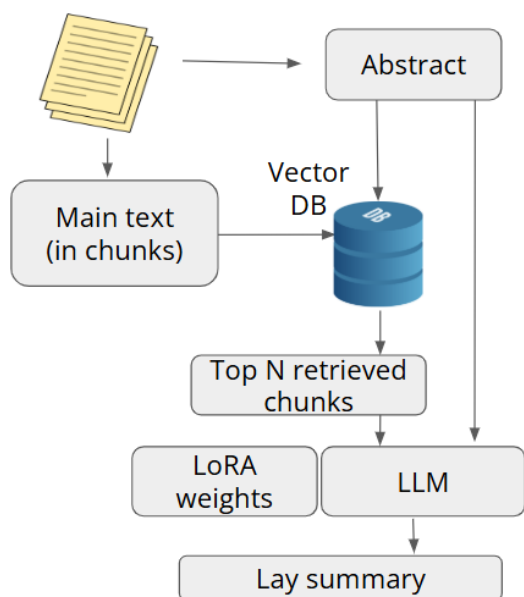 Abstract
Vector
DB
DB
Main text
(in chunks)
Top N retrieved
chunks
LoRA
weights
LLM
Lay summary